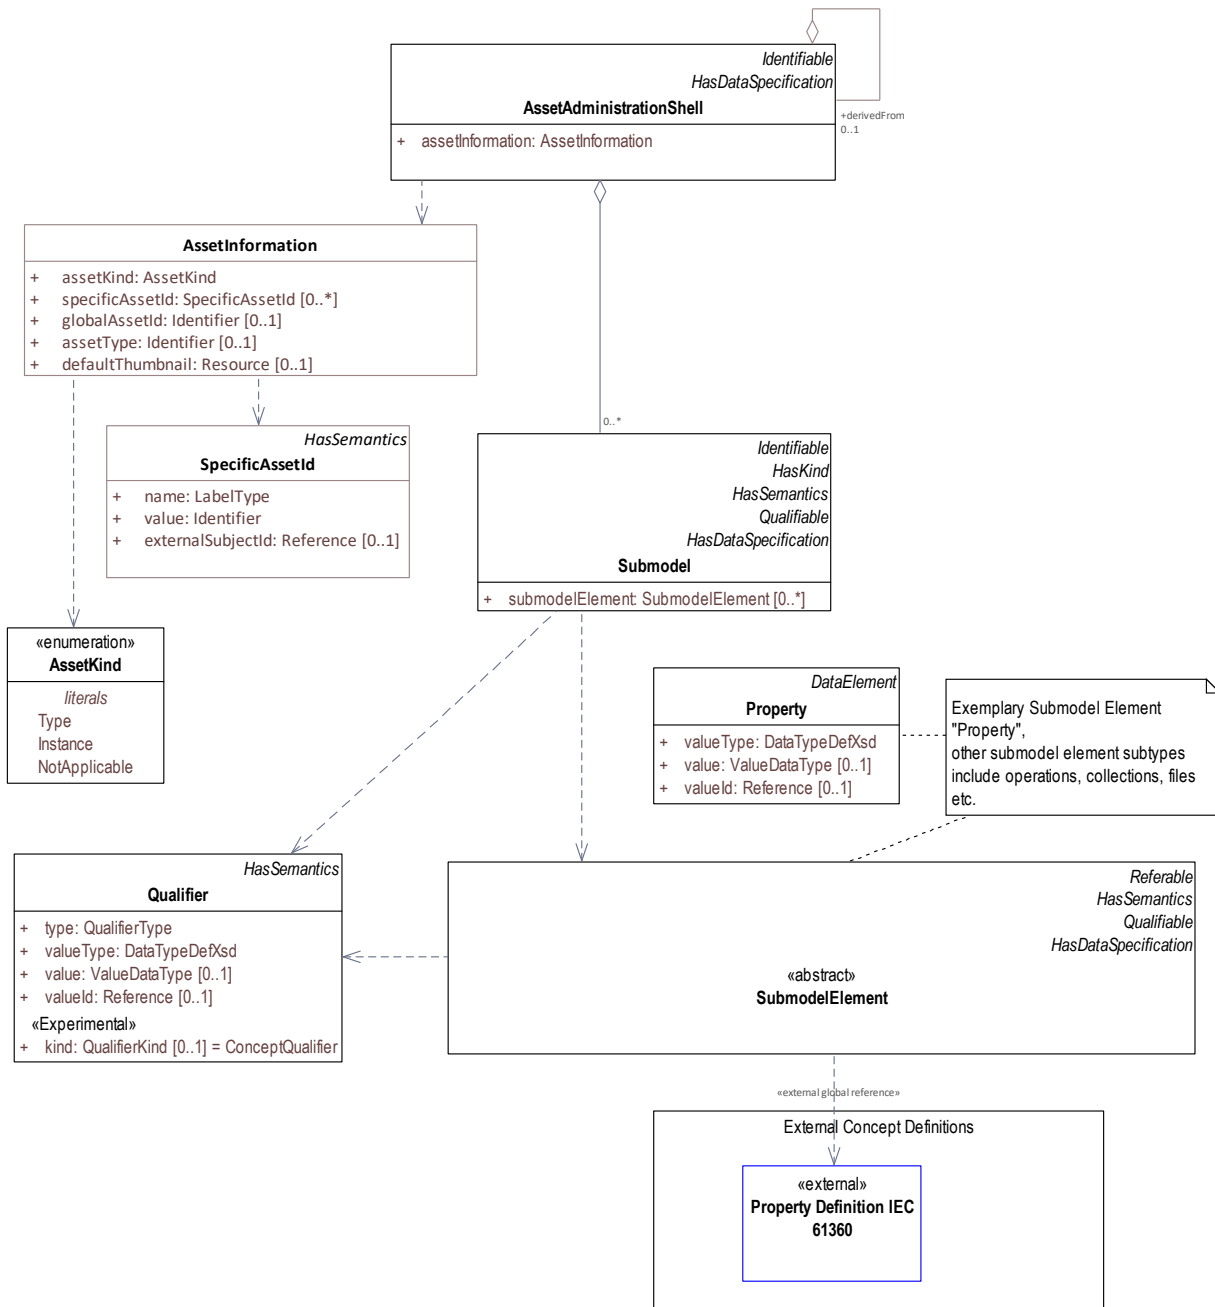 Identifiable
HasDataSpecification
AssetAdministrationShell
+ assetInformation: AssetInformation
+derivedFrom
0..1
AssetInformation
+ assetKind: AssetKind
+ specificAssetId: SpecificAssetId [0..*]
+ globalAssetId: Identifier [0..1]
+ assetType: Identifier [0..1]
+ defaultThumbnail: Resource [0..1]
HasSemantics
SpecificAssetId
+ name: LabelType
+ value: Identifier
+ externalSubjectId: Reference [0..1]
0..*
Identifiable
HasKind
HasSemantics
Qualifiable
HasDataSpecification
Submodel
+ submodelElement: SubmodelElement [0..*]
«enumeration»
AssetKind
literals
Type
Instance
NotApplicable
DataElement
Property
+ valueType: DataTypeDefXsd
+ value: ValueDataType [0..1]
+ valueId: Reference [0..1]
Exemplary Submodel Element
"Property",
other submodel element subtypes
include operations, collections, files
etc.
HasSemantics
Qualifier
+ type: QualifierType
+ valueType: DataTypeDefXsd
+ value: ValueDataType [0..1]
+ valueId: Reference [0..1]
«Experimental»
+ kind: QualifierKind [0..1] = ConceptQualifier
Referable
HasSemantics
Qualifiable
HasDataSpecification
«abstract»
SubmodelElement
«external global reference»
External Concept Definitions
«external»
Property Definition IEC
61360